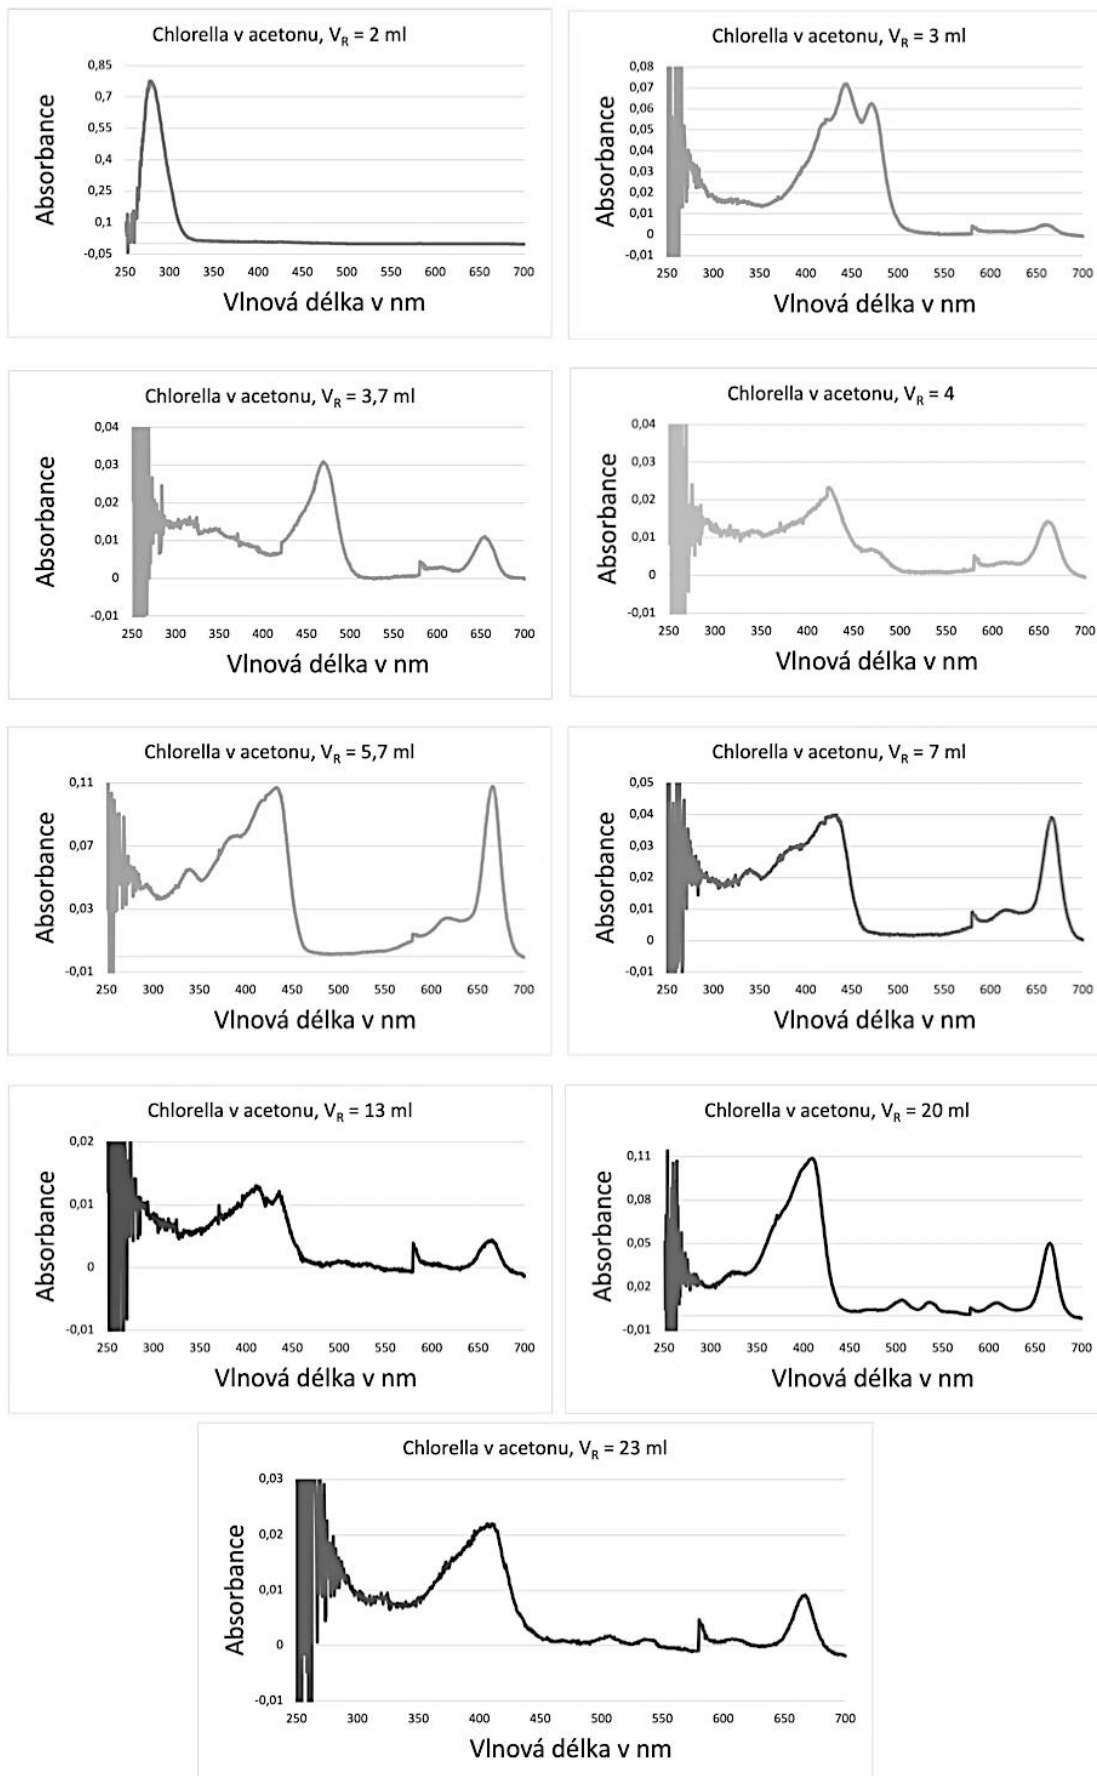 Chlorella v acetonu, VR = 2 ml
Absorbance
0,85
0,7
0,55
0,4
0,25
0,1
-0,05
250 300 350 400 450 500 550 600 650 700
Vlnová délka v nm
Chlorella v acetonu, VR = 3 ml
Absorbance
0,08
0,07
0,06
0,05
0,04
0,03
0,02
0,01
0
-0,01
250 300 350 400 450 500 550 600 650 700
Vlnová délka v nm
Chlorella v acetonu, VR = 3,7 ml
Absorbance
0,04
0,03
0,02
0,01
0
-0,01
250 300 350 400 450 500 550 600 650 700
Vlnová délka v nm
Chlorella v acetonu, VR = 4
Absorbance
0,04
0,03
0,02
0,01
0
-0,01
250 300 350 400 450 500 550 600 650 700
Vlnová délka v nm
Chlorella v acetonu, VR = 5,7 ml
Absorbance
0,11
0,07
0,03
-0,01
250 300 350 400 450 500 550 600 650 700
Vlnová délka v nm
Chlorella v acetonu, VR = 7 ml
Absorbance
0,05
0,04
0,03
0,02
0,01
0
-0,01
250 300 350 400 450 500 550 600 650 700
Vlnová délka v nm
Chlorella v acetonu, VR = 13 ml
Absorbance
0,02
0,01
0
-0,01
250 300 350 400 450 500 550 600 650 700
Vlnová délka v nm
Chlorella v acetonu, VR = 20 ml
Absorbance
0,11
0,08
0,05
0,02
-0,01
250 300 350 400 450 500 550 600 650 700
Vlnová délka v nm
Chlorella v acetonu, VR = 23 ml
Absorbance
0,03
0,02
0,01
0
-0,01
250 300 350 400 450 500 550 600 650 700
Vlnová délka v nm